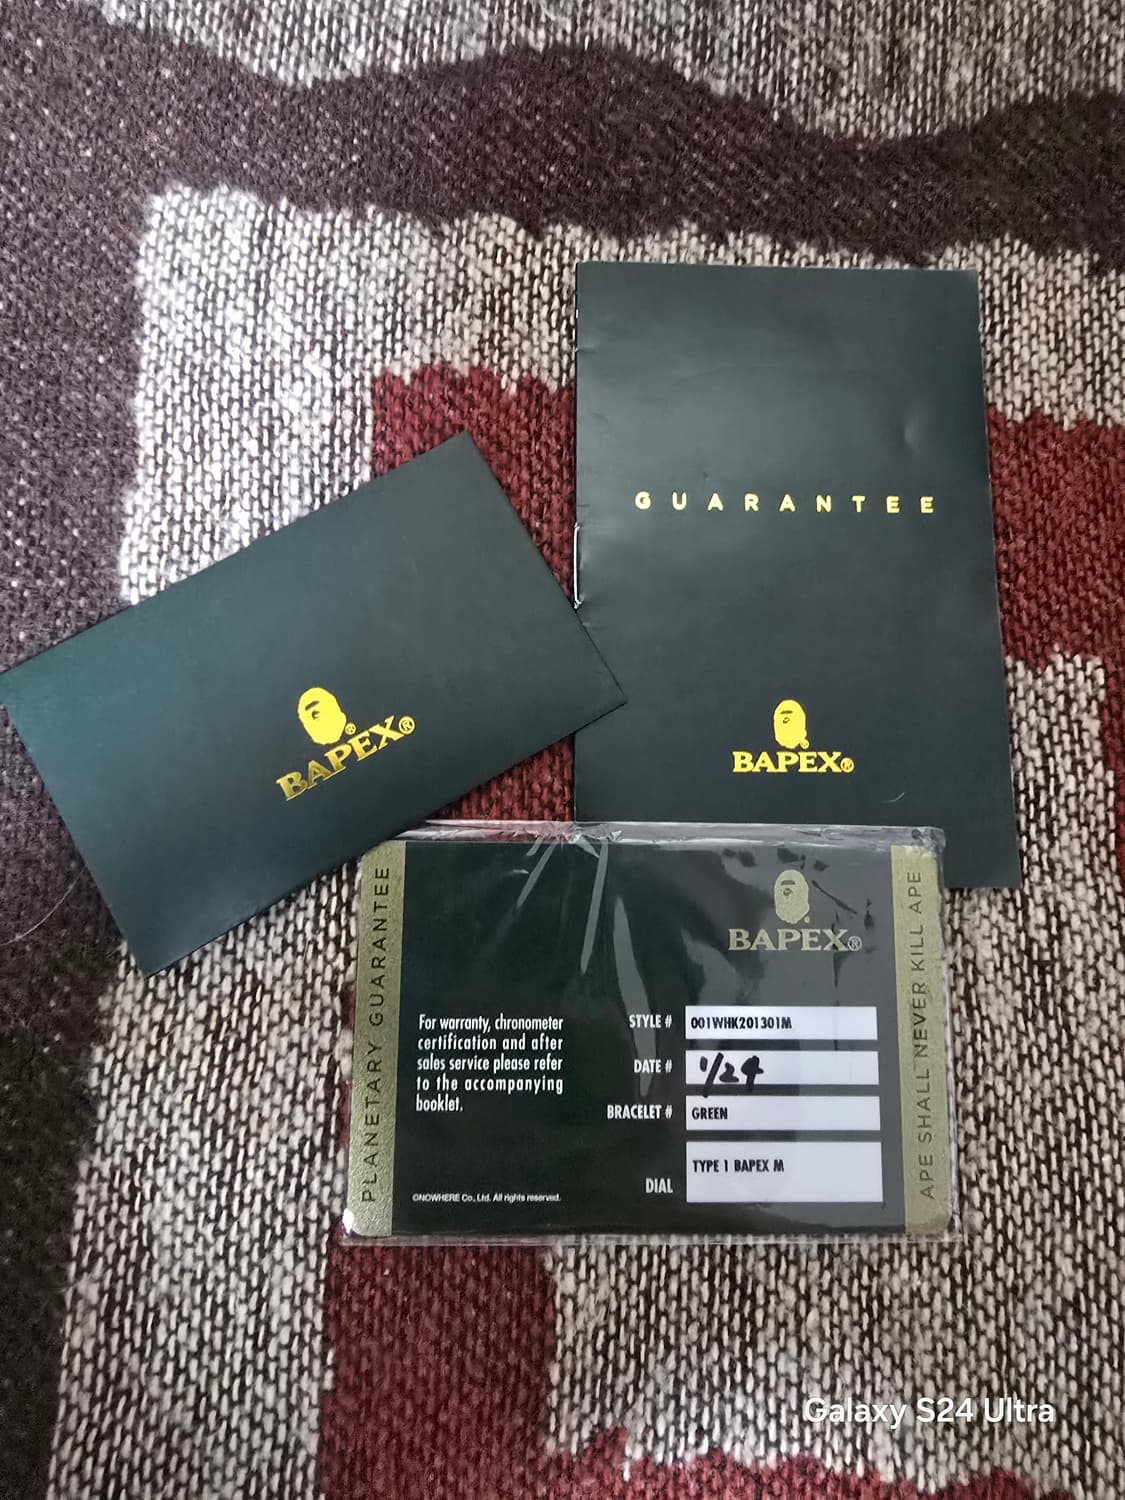 GUARANTEE
BAPEX®
BAPEX®
PLANETARY GUARANTEE
BAPEX®
APE SHALL NEVER KILL APE
For warranty, chronometer
certification and after
sales service please refer
to the accompanying
booklet.
STYLE # 001WHK201301M
DATE # 1/24
BRACELET # GREEN
DIAL TYPE 1 BAPEX M
©NOWHERE Co., Ltd. All rights reserved.
Galaxy S24 Ultra